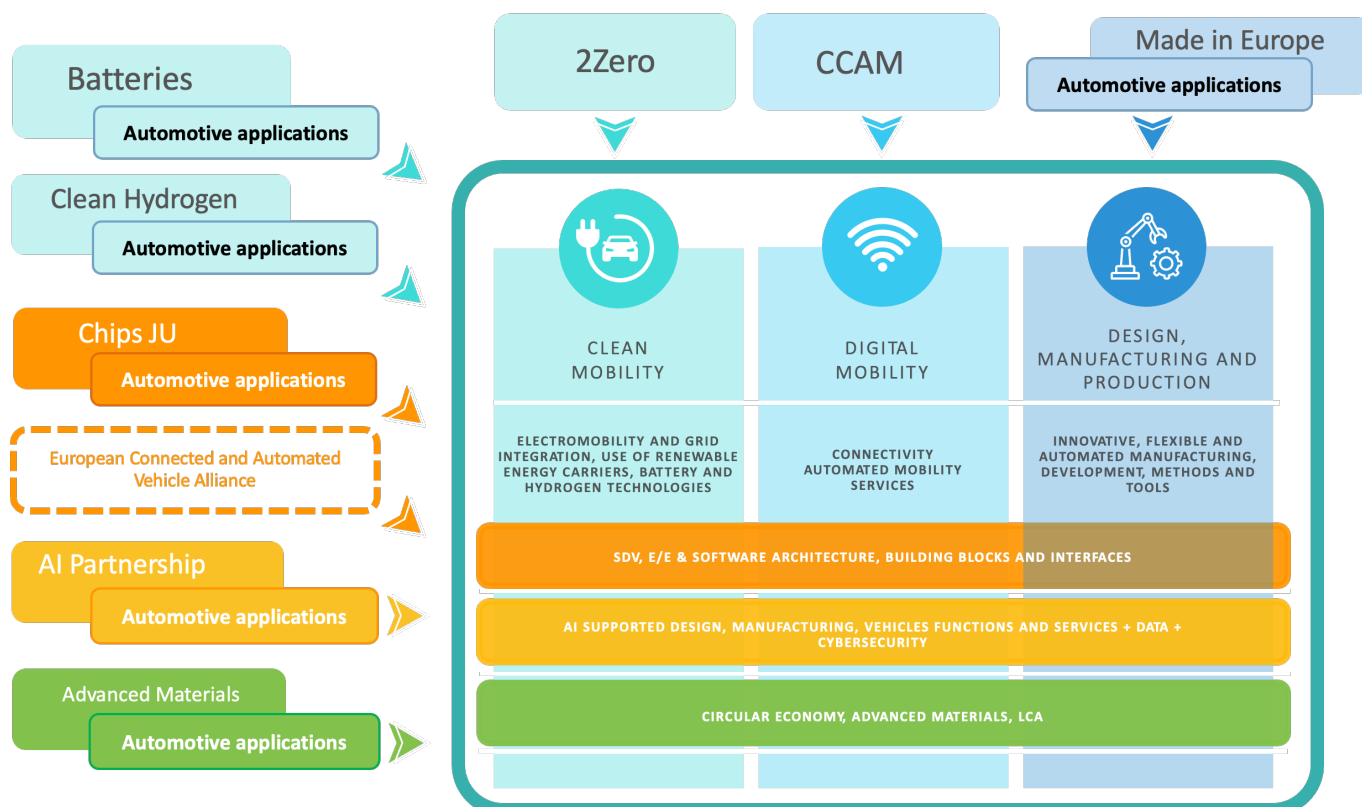 2Zero
CCAM
Made in Europe
Automotive applications
Batteries
Automotive applications
Clean Hydrogen
Automotive applications
Chips JU
Automotive applications
European Connected and Automated
Vehicle Alliance
AI Partnership
Automotive applications
Advanced Materials
Automotive applications
CLEAN
MOBILITY
DIGITAL
MOBILITY
DESIGN,
MANUFACTURING AND
PRODUCTION
ELECTROMOBILITY AND GRID
INTEGRATION, USE OF RENEWABLE
ENERGY CARRIERS, BATTERY AND
HYDROGEN TECHNOLOGIES
CONNECTIVITY
AUTOMATED MOBILITY
SERVICES
INNOVATIVE, FLEXIBLE AND
AUTOMATED MANUFACTURING,
DEVELOPMENT, METHODS AND
TOOLS
SDV, E/E & SOFTWARE ARCHITECTURE, BUILDING BLOCKS AND INTERFACES
AI SUPPORTED DESIGN, MANUFACTURING, VEHICLES FUNCTIONS AND SERVICES + DATA +
CYBERSECURITY
CIRCULAR ECONOMY, ADVANCED MATERIALS, LCA